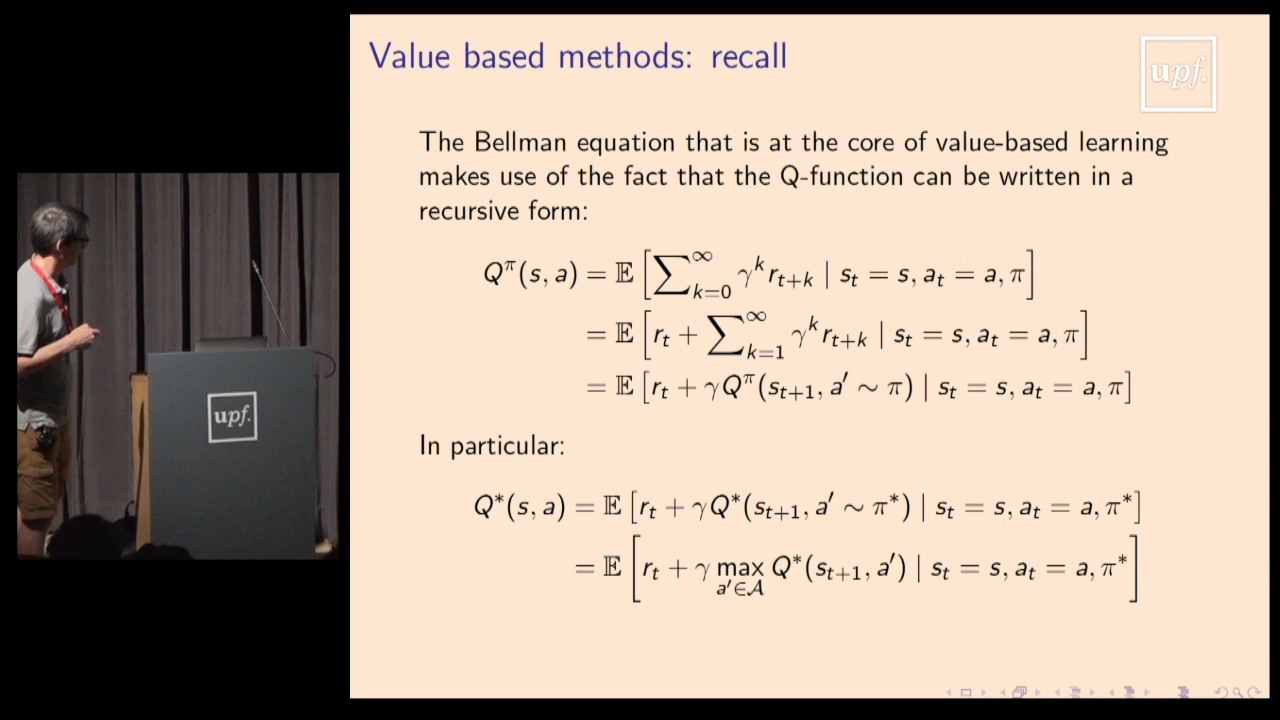 Value based methods: recall
upf.
The Bellman equation that is at the core of value-based learning
makes use of the fact that the Q-function can be written in a
recursive form:
Q^π(s, a) = 𝔼 [∑_{k=0}^∞ γ^k r_{t+k} | s_t = s, a_t = a, π]
= 𝔼 [r_t + ∑_{k=1}^∞ γ^k r_{t+k} | s_t = s, a_t = a, π]
= 𝔼 [r_t + γQ^π(s_{t+1}, a′ ∼ π) | s_t = s, a_t = a, π]
In particular:
Q*(s, a) = 𝔼 [r_t + γQ*(s_{t+1}, a′ ∼ π*) | s_t = s, a_t = a, π*]
= 𝔼 [r_t + γ max_{a′∈𝒜} Q*(s_{t+1}, a′) | s_t = s, a_t = a, π*]
upf.